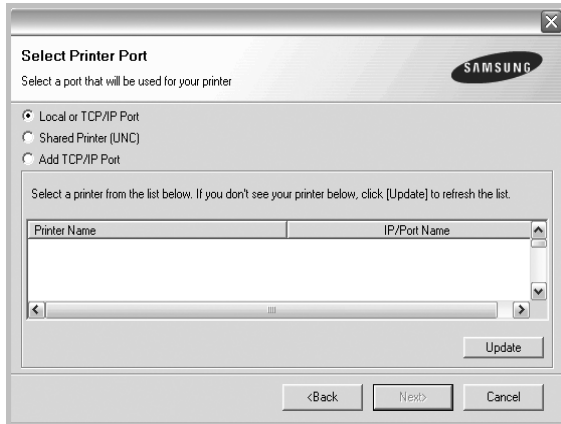 Select Printer Port
Select a port that will be used for your printer
SAMSUNG
Local or TCP/IP Port
Shared Printer (UNC)
Add TCP/IP Port
Select a printer from the list below. If you don't see your printer below, click [Update] to refresh the list.
Printer Name IP/Port Name
Update
<Back Next> Cancel